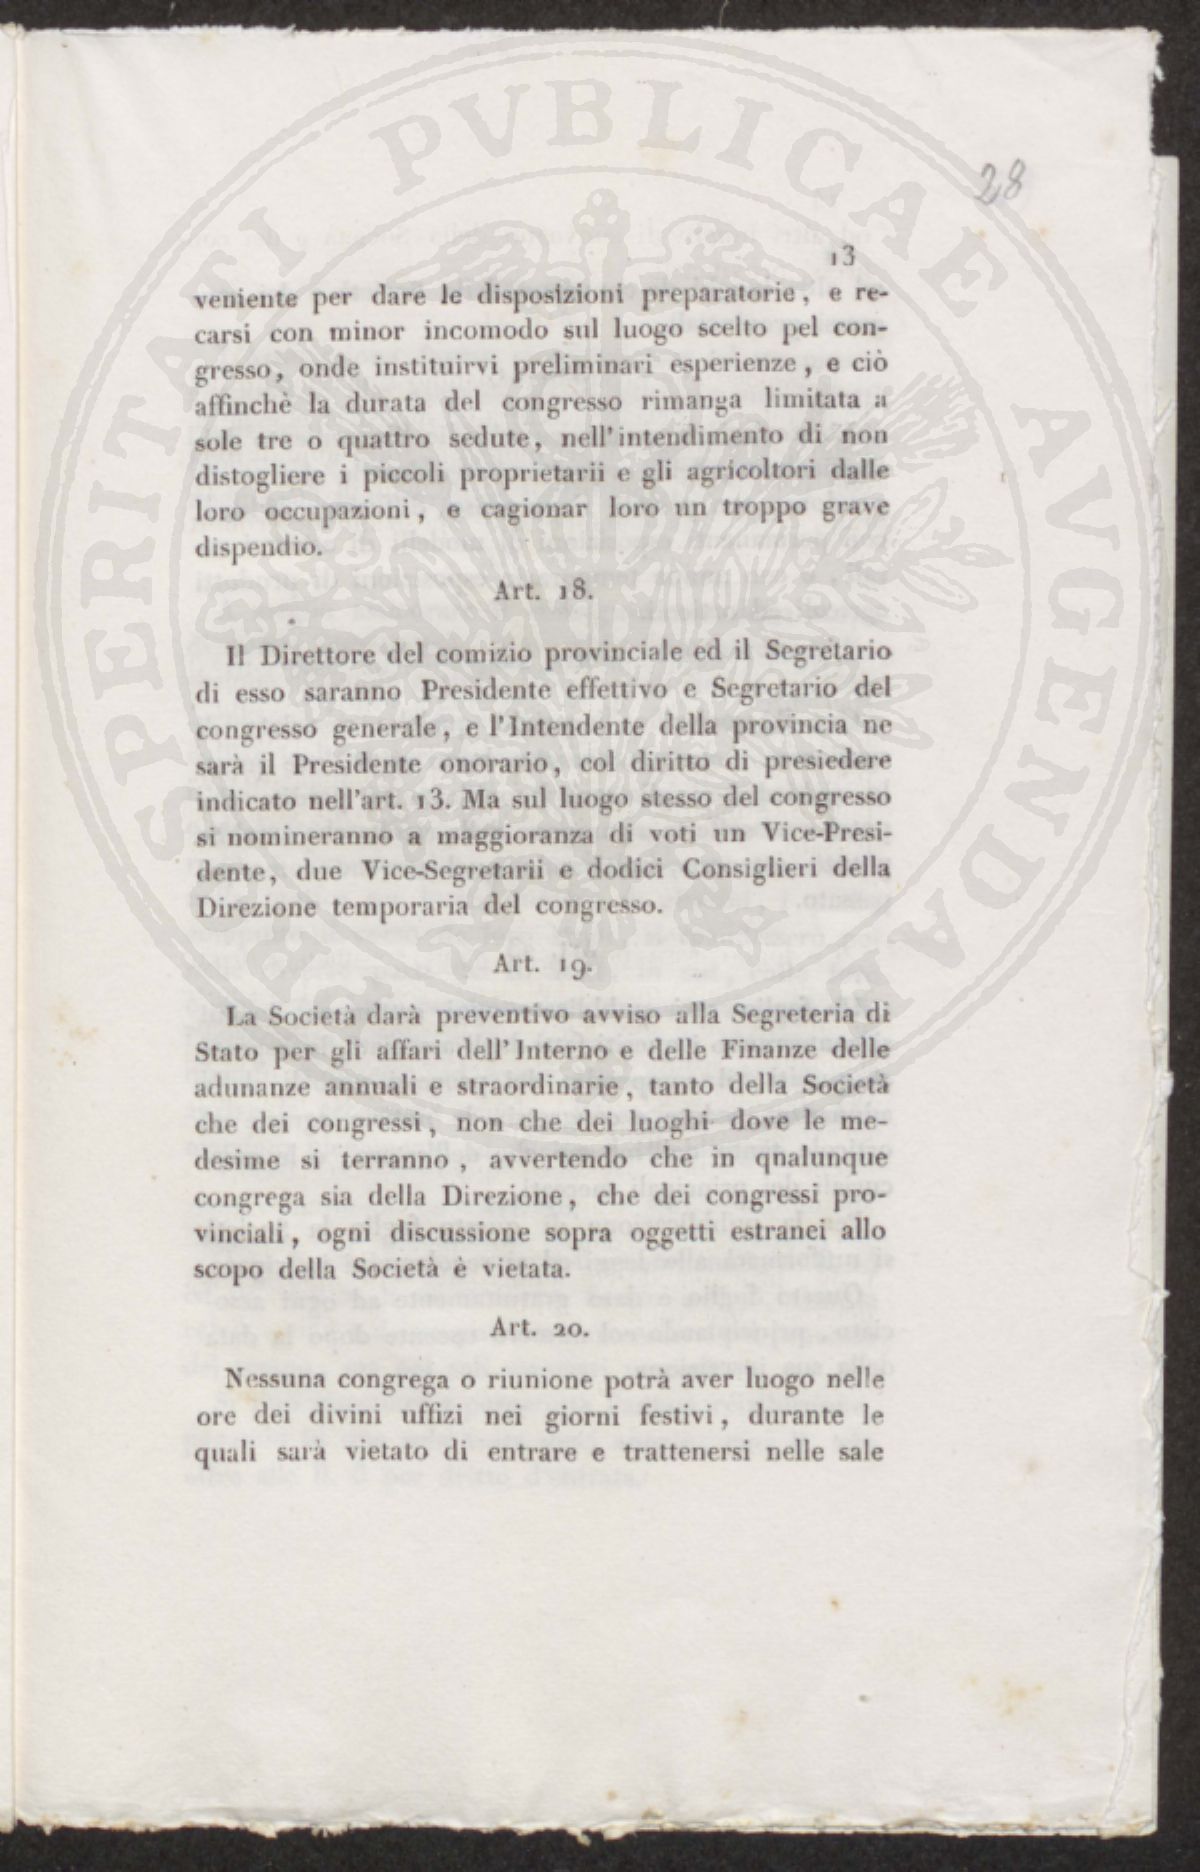 PROSPERITATI PVBLICAE AVGENDAE
28
13
veniente per dare le disposizioni preparatorie, e re-
carsi con minor incomodo sul luogo scelto pel con-
gresso, onde instituirvi preliminari esperienze, e ciò
affinchè la durata del congresso rimanga limitata a
sole tre o quattro sedute, nell'intendimento di non
distogliere i piccoli proprietarii e gli agricoltori dalle
loro occupazioni, e cagionar loro un troppo grave
dispendio.
Art. 18.
Il Direttore del comizio provinciale ed il Segretario
di esso saranno Presidente effettivo e Segretario del
congresso generale, e l'Intendente della provincia ne
sarà il Presidente onorario, col diritto di presiedere
indicato nell'art. 13. Ma sul luogo stesso del congresso
si nomineranno a maggioranza di voti un Vice-Presi-
dente, due Vice-Segretarii e dodici Consiglieri della
Direzione temporaria del congresso.
Art. 19.
La Società darà preventivo avviso alla Segreteria di
Stato per gli affari dell'Interno e delle Finanze delle
adunanze annuali e straordinarie, tanto della Società
che dei congressi, non che dei luoghi dove le me-
desime si terranno, avvertendo che in qnalunque
congrega sia della Direzione, che dei congressi pro-
vinciali, ogni discussione sopra oggetti estranei allo
scopo della Società è vietata.
Art. 20.
Nessuna congrega o riunione potrà aver luogo nelle
ore dei divini uffizi nei giorni festivi, durante le
quali sarà vietato di entrare e trattenersi nelle sale